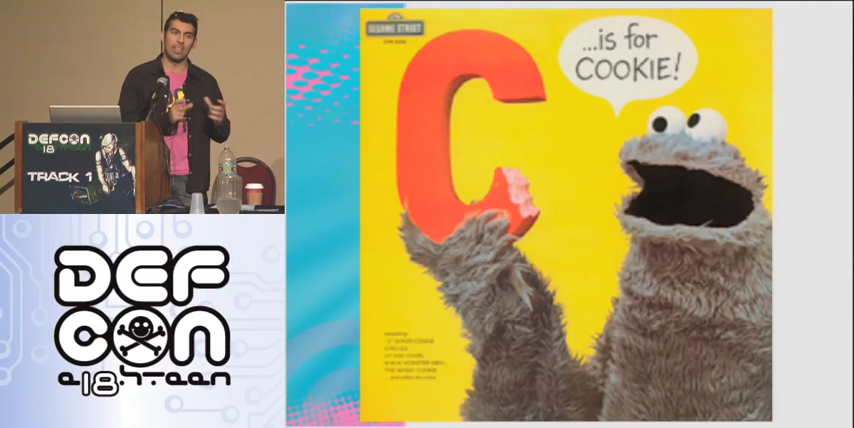 DEFCON
18
TRACK 1
DEF
CON
e18hteen
SESAME STREET
...is for
COOKIE!
C